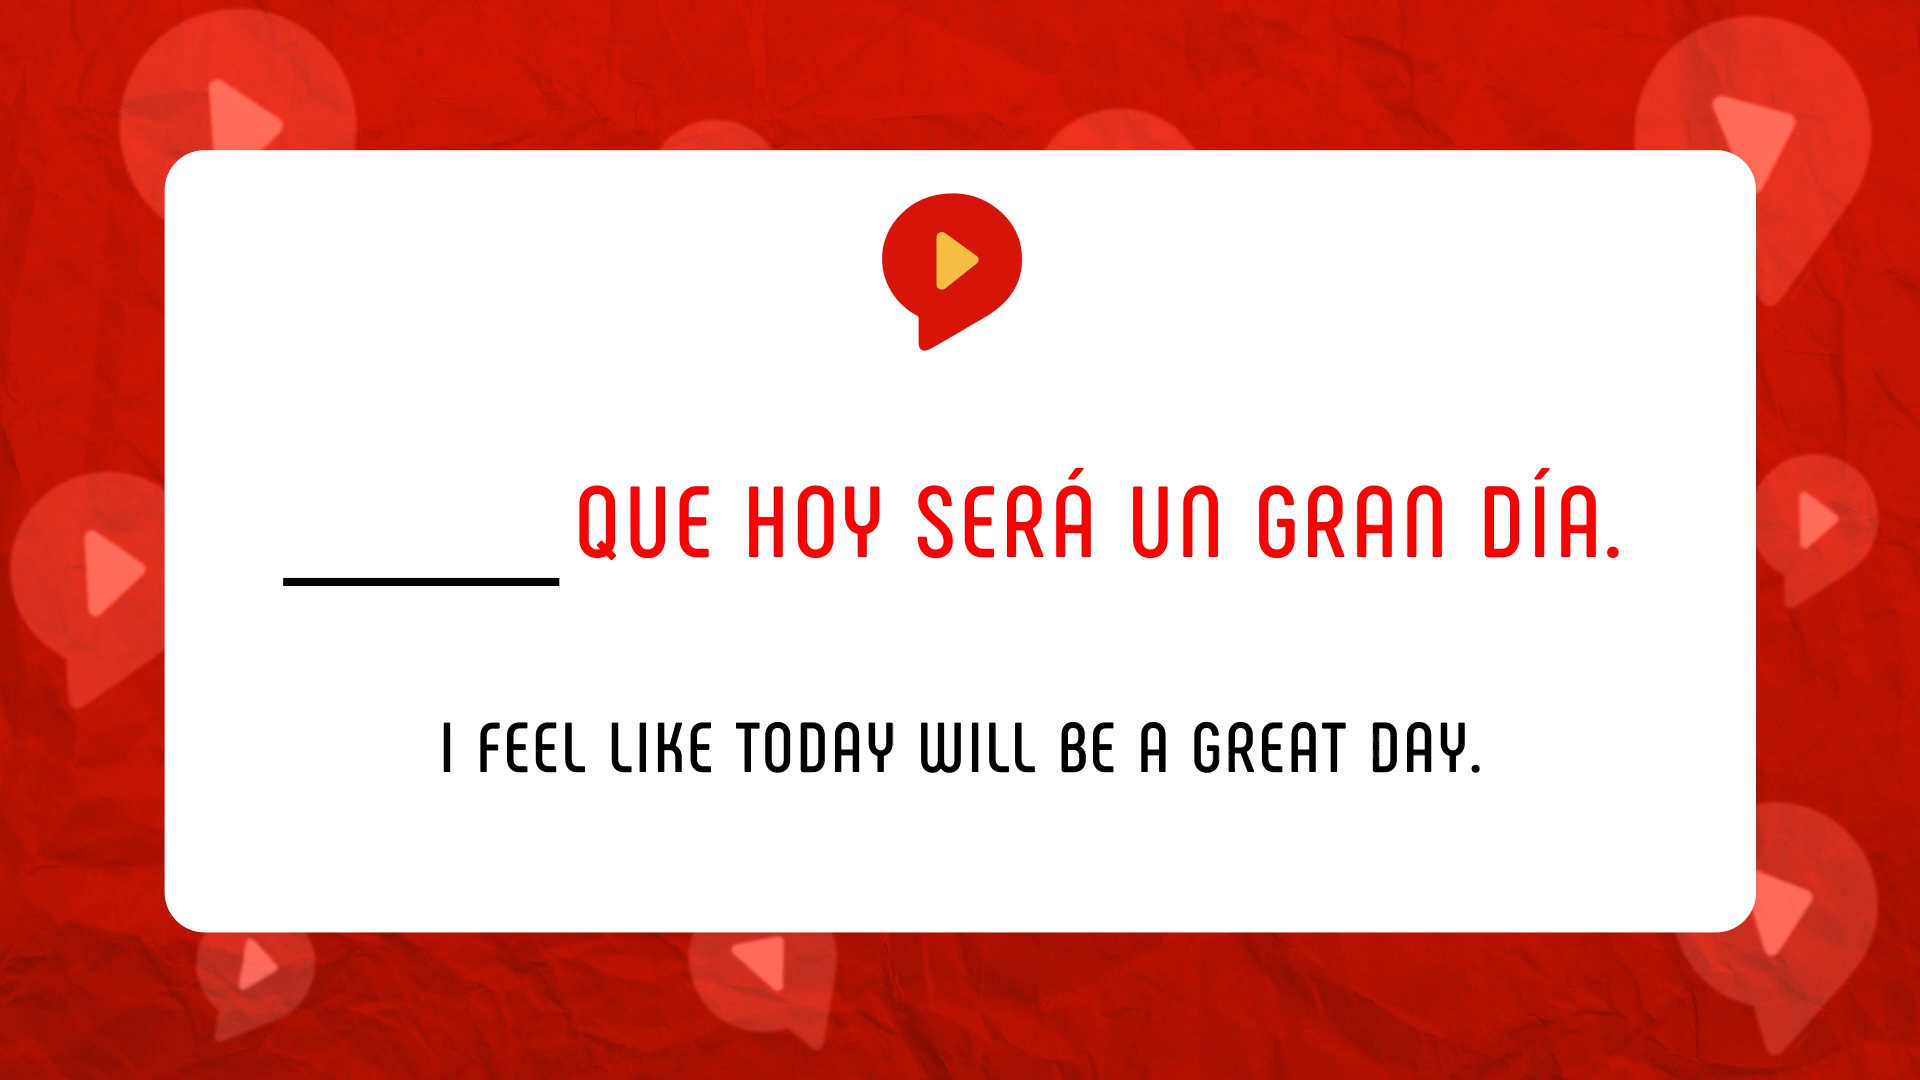 ______ QUE HOY SERÁ UN GRAN DÍA.
I FEEL LIKE TODAY WILL BE A GREAT DAY.